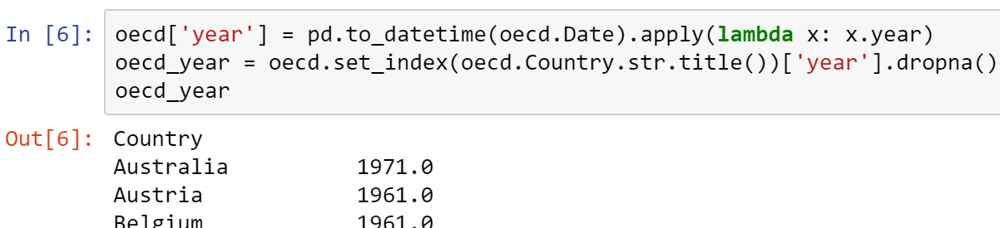 In [6]: oecd['year'] = pd.to_datetime(oecd.Date).apply(lambda x: x.year)
oecd_year = oecd.set_index(oecd.Country.str.title())['year'].dropna()
oecd_year
Out[6]: Country
Australia 1971.0
Austria 1961.0
Belgium 1961.0